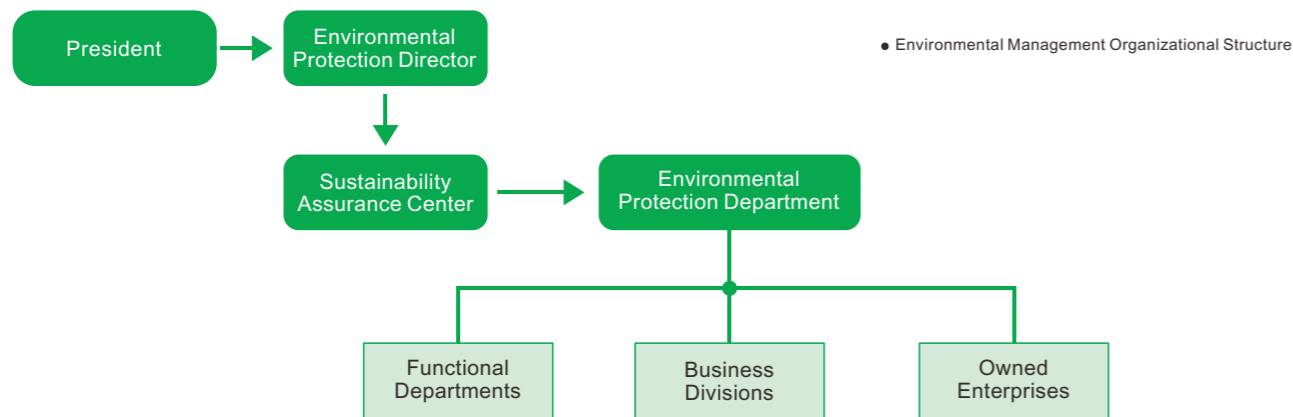 President
Environmental
Protection Director
● Environmental Management Organizational Structure
Sustainability
Assurance Center
Environmental
Protection Department
Functional
Departments
Business
Divisions
Owned
Enterprises